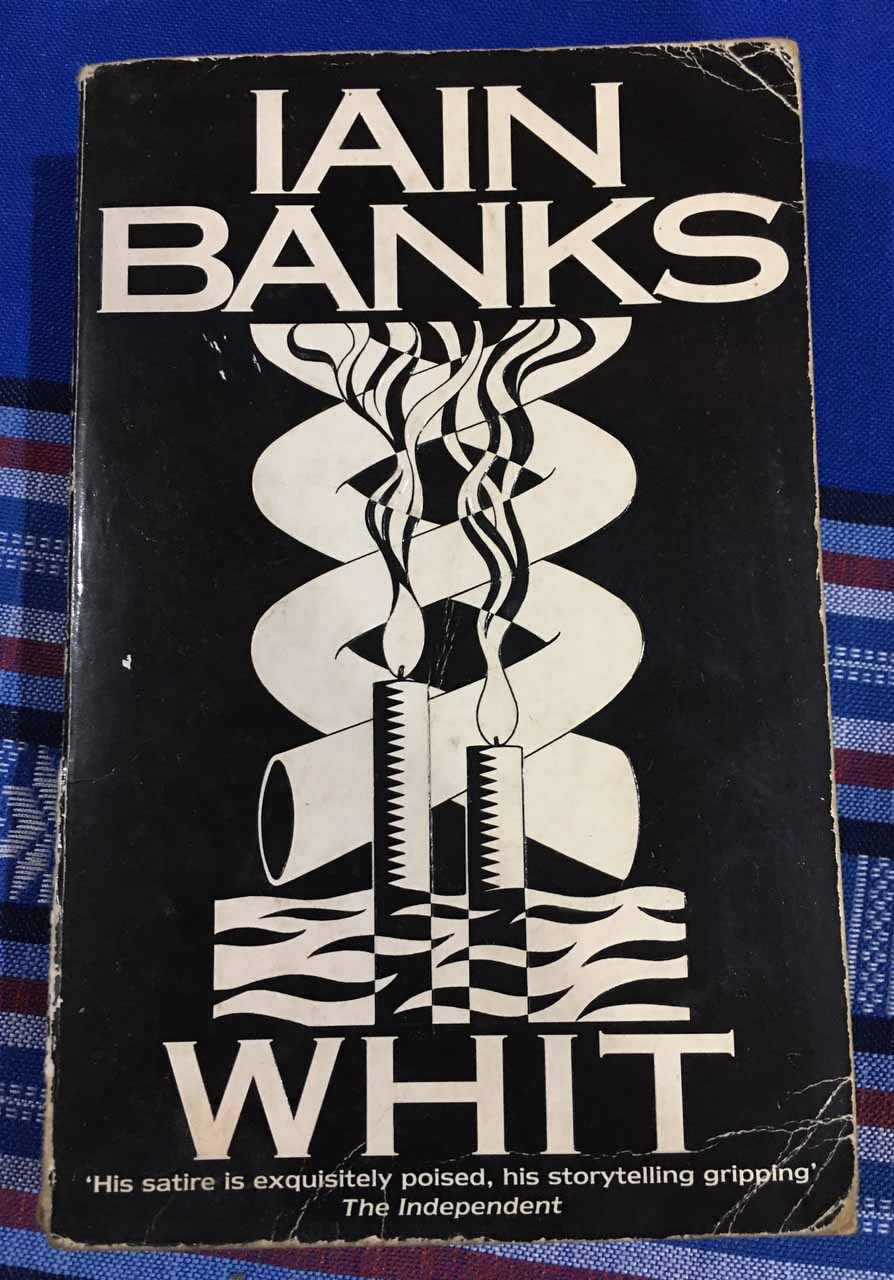 IAIN
BANKS
WHIT
‘His satire is exquisitely poised, his storytelling gripping’
The Independent